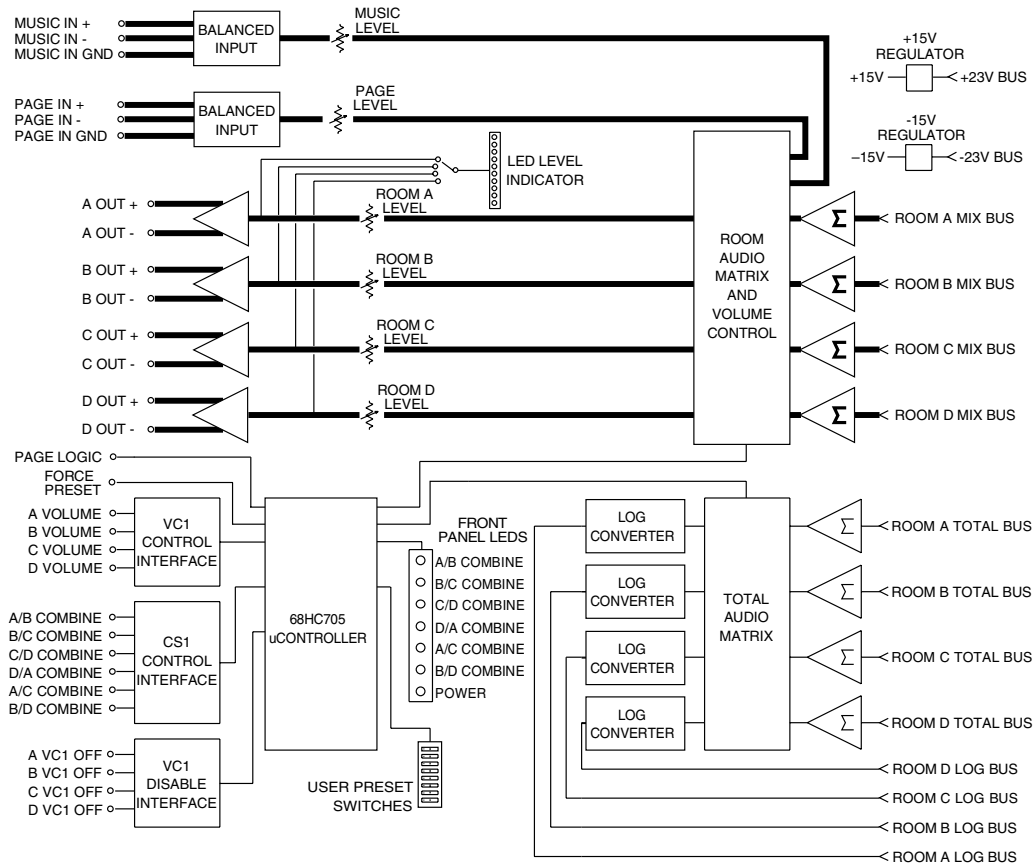 MUSIC IN +
MUSIC IN -
MUSIC IN GND
BALANCED
INPUT
MUSIC
LEVEL
+15V
REGULATOR
+15V
+23V BUS
PAGE IN +
PAGE IN -
PAGE IN GND
BALANCED
INPUT
PAGE
LEVEL
-15V
REGULATOR
–15V
-23V BUS
LED LEVEL
INDICATOR
A OUT +
A OUT -
ROOM A
LEVEL
B OUT +
B OUT -
ROOM B
LEVEL
C OUT +
C OUT -
ROOM C
LEVEL
D OUT +
D OUT -
ROOM D
LEVEL
ROOM
AUDIO
MATRIX
AND
VOLUME
CONTROL
Σ
ROOM A MIX BUS
Σ
ROOM B MIX BUS
Σ
ROOM C MIX BUS
Σ
ROOM D MIX BUS
PAGE LOGIC
FORCE
PRESET
A VOLUME
B VOLUME
C VOLUME
D VOLUME
VC1
CONTROL
INTERFACE
A/B COMBINE
B/C COMBINE
C/D COMBINE
D/A COMBINE
A/C COMBINE
B/D COMBINE
CS1
CONTROL
INTERFACE
A VC1 OFF
B VC1 OFF
C VC1 OFF
D VC1 OFF
VC1
DISABLE
INTERFACE
68HC705
uCONTROLLER
FRONT
PANEL LEDS
A/B COMBINE
B/C COMBINE
C/D COMBINE
D/A COMBINE
A/C COMBINE
B/D COMBINE
POWER
USER PRESET
SWITCHES
LOG
CONVERTER
LOG
CONVERTER
LOG
CONVERTER
LOG
CONVERTER
TOTAL
AUDIO
MATRIX
Σ
ROOM A TOTAL BUS
Σ
ROOM B TOTAL BUS
Σ
ROOM C TOTAL BUS
Σ
ROOM D TOTAL BUS
ROOM D LOG BUS
ROOM C LOG BUS
ROOM B LOG BUS
ROOM A LOG BUS